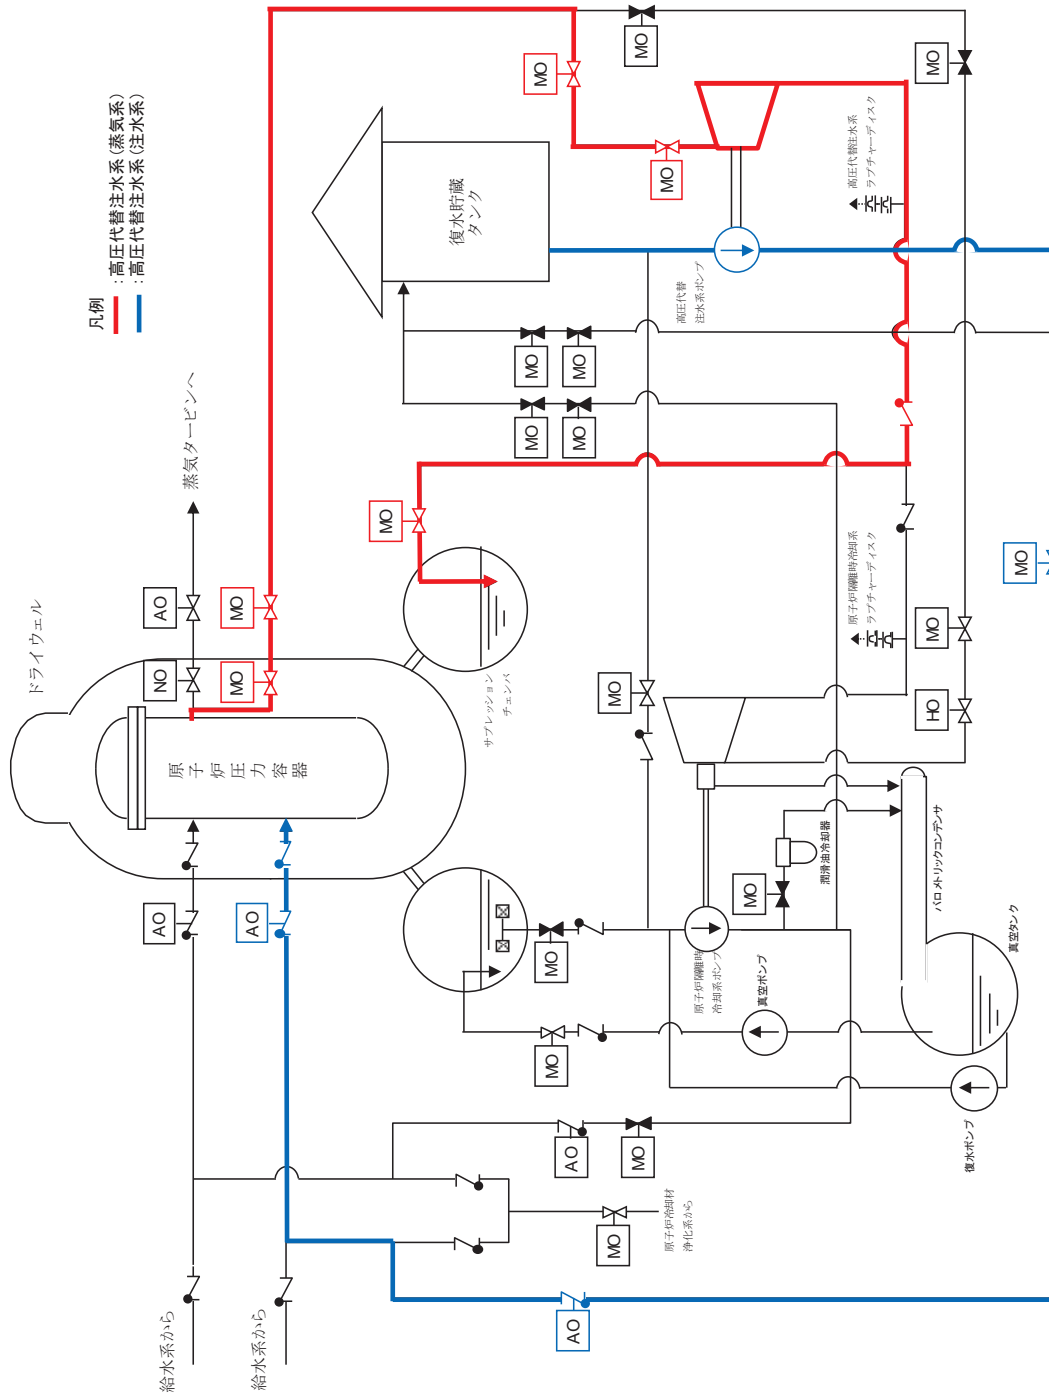 凡例
：高圧代替注水系（蒸気系）
：高圧代替注水系（注水系）
MO
MO
MO
MO
復水貯蔵
タンク
高圧代替注水系
ラプチャーディスク
高圧代替
注水系ポンプ
MO
MO
MO
MO
蒸気タービンへ
MO
ドライウェル
AO
MO
NO
MO
原子炉圧力容器
サプレッション
チェンバ
原子炉隔離時冷却系
ラプチャーディスク
MO
MO
MO
HO
AO
AO
MO
MO
潤滑油冷却器
バロメトリックコンデンサ
原子炉隔離時
冷却系ポンプ
真空ポンプ
真空タンク
MO
復水ポンプ
AO
MO
原子炉冷却材
浄化系から
MO
給水系から
給水系から
AO